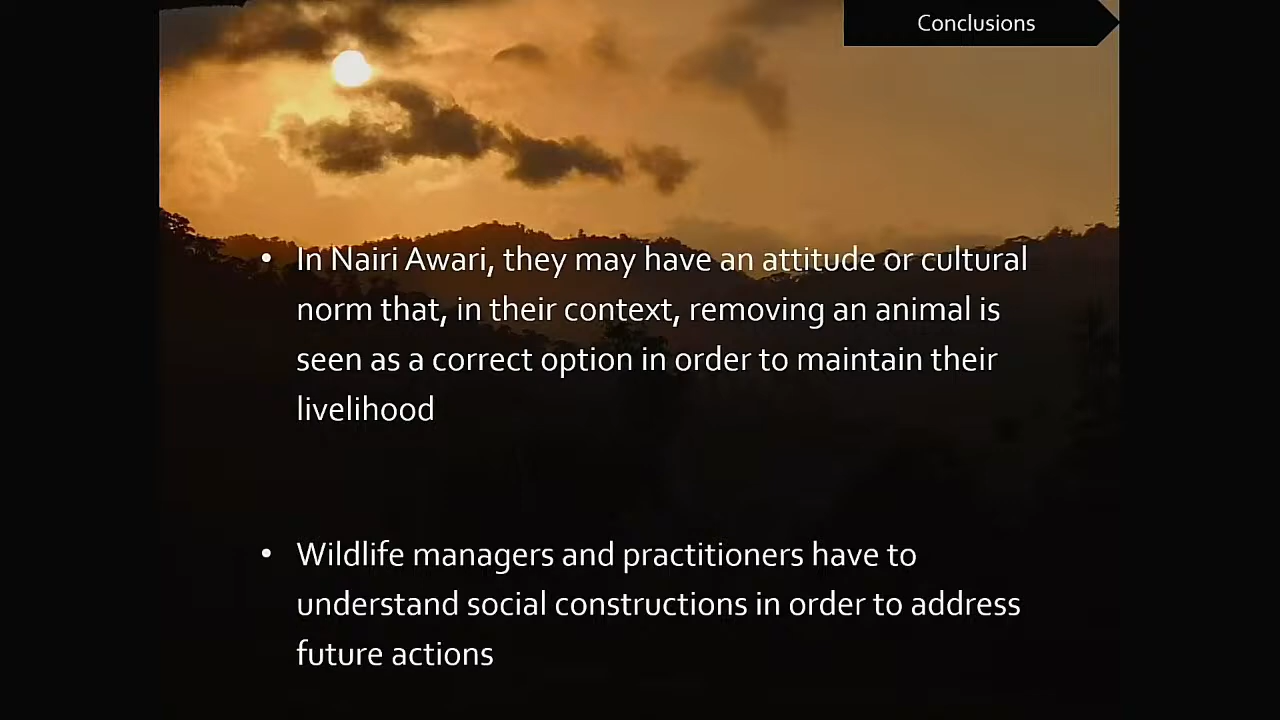 Conclusions
• In Nairi Awari, they may have an attitude or cultural
norm that, in their context, removing an animal is
seen as a correct option in order to maintain their
livelihood
• Wildlife managers and practitioners have to
understand social constructions in order to address
future actions